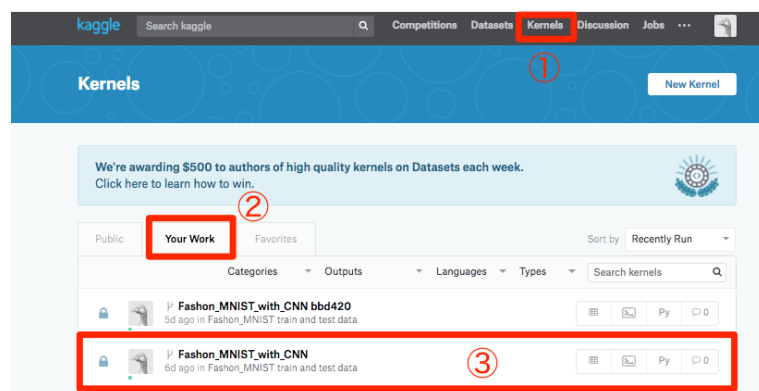 kaggle Search kaggle Competitions Datasets Kernels Discussion Jobs ...
①
Kernels New Kernel
We're awarding $500 to authors of high quality kernels on Datasets each week.
Click here to learn how to win.
②
Public Your Work Favorites Sort by Recently Run
Categories Outputs Languages Types Search kernels
Fashon_MNIST_with_CNN bbd420 Py 0
5d ago in Fashon_MNIST train and test data
Fashon_MNIST_with_CNN ③ Py 0
6d ago in Fashon_MNIST train and test data